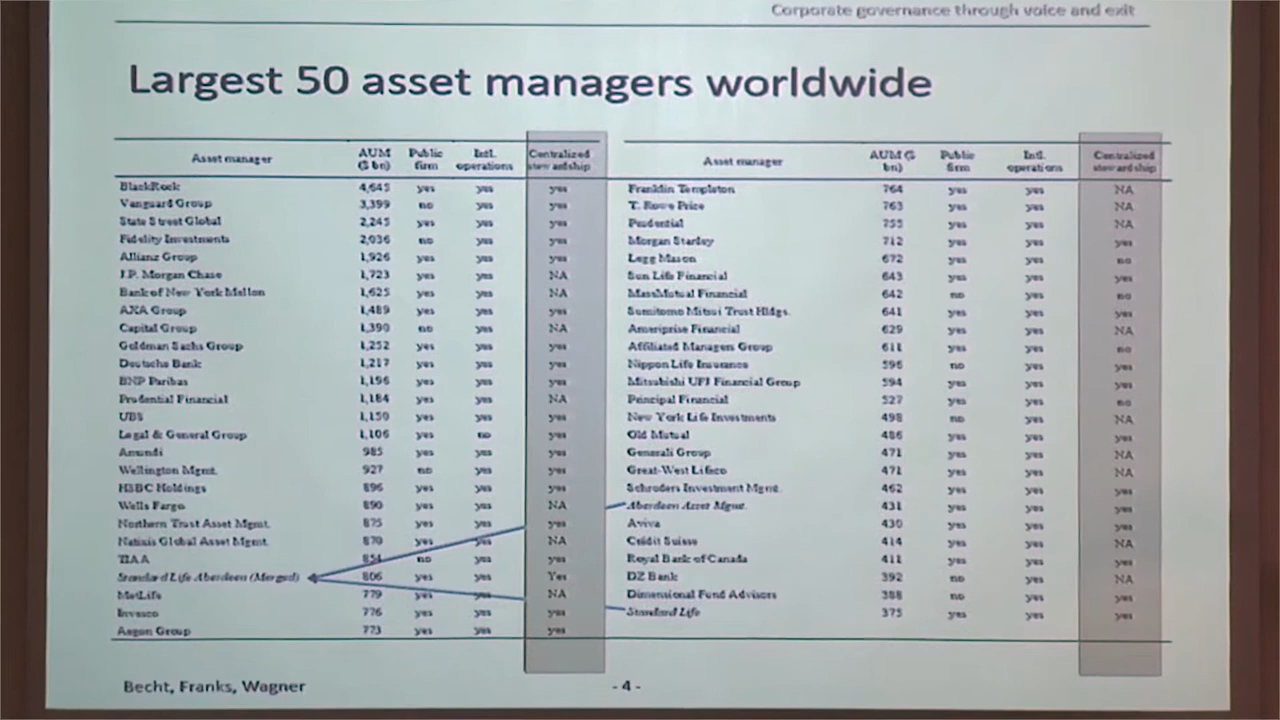 Corporate governance through voice and exit
Largest 50 asset managers worldwide
Asset manager AUM ($ bn) Public firm Intl. operations Centralized stewardship
BlackRock 4,645 yes yes yes
Vanguard Group 3,399 no yes yes
State Street Global 2,245 yes yes yes
Fidelity Investments 2,036 no yes yes
Allianz Group 1,926 yes yes yes
J.P. Morgan Chase 1,723 yes yes NA
Bank of New York Mellon 1,625 yes yes NA
AXA Group 1,489 yes yes yes
Capital Group 1,390 no yes NA
Goldman Sachs Group 1,252 yes yes yes
Deutsche Bank 1,217 yes yes yes
BNP Paribas 1,196 yes yes yes
Prudential Financial 1,184 yes yes NA
UBS 1,150 yes yes yes
Legal & General Group 1,106 yes no yes
Amundi 985 yes yes yes
Wellington Mgmt. 927 no yes yes
HSBC Holdings 896 yes yes yes
Wells Fargo 890 yes yes NA
Northern Trust Asset Mgmt. 875 yes yes yes
Natixis Global Asset Mgmt. 870 yes yes NA
TIAA 854 no yes yes
Standard Life Aberdeen (Merged) 806 yes yes Yes
MetLife 779 yes yes NA
Invesco 776 yes yes yes
Aegon Group 773 yes yes yes
Asset manager AUM ($ bn) Public firm Intl. operations Centralized stewardship
Franklin Templeton 764 yes yes NA
T. Rowe Price 763 yes yes NA
Prudential 755 yes yes NA
Morgan Stanley 712 yes yes yes
Legg Mason 672 yes yes no
Sun Life Financial 643 yes yes yes
MassMutual Financial 642 no yes no
Sumitomo Mitsui Trust Hldgs. 641 yes yes yes
Ameriprise Financial 629 yes yes NA
Affiliated Managers Group 611 yes yes no
Nippon Life Insurance 596 no yes yes
Mitsubishi UFJ Financial Group 594 yes yes yes
Principal Financial 527 yes yes no
New York Life Investments 498 no yes NA
Old Mutual 486 yes yes yes
Generali Group 471 yes yes NA
Great-West Lifeco 471 yes yes NA
Schroders Investment Mgmt. 462 yes yes yes
Aberdeen Asset Mgmt. 431 yes yes yes
Aviva 430 yes yes yes
Crédit Suisse 414 yes yes NA
Royal Bank of Canada 411 yes yes yes
DZ Bank 392 no yes NA
Dimensional Fund Advisors 388 no yes yes
Standard Life 375 yes yes yes
Becht, Franks, Wagner
- 4 -